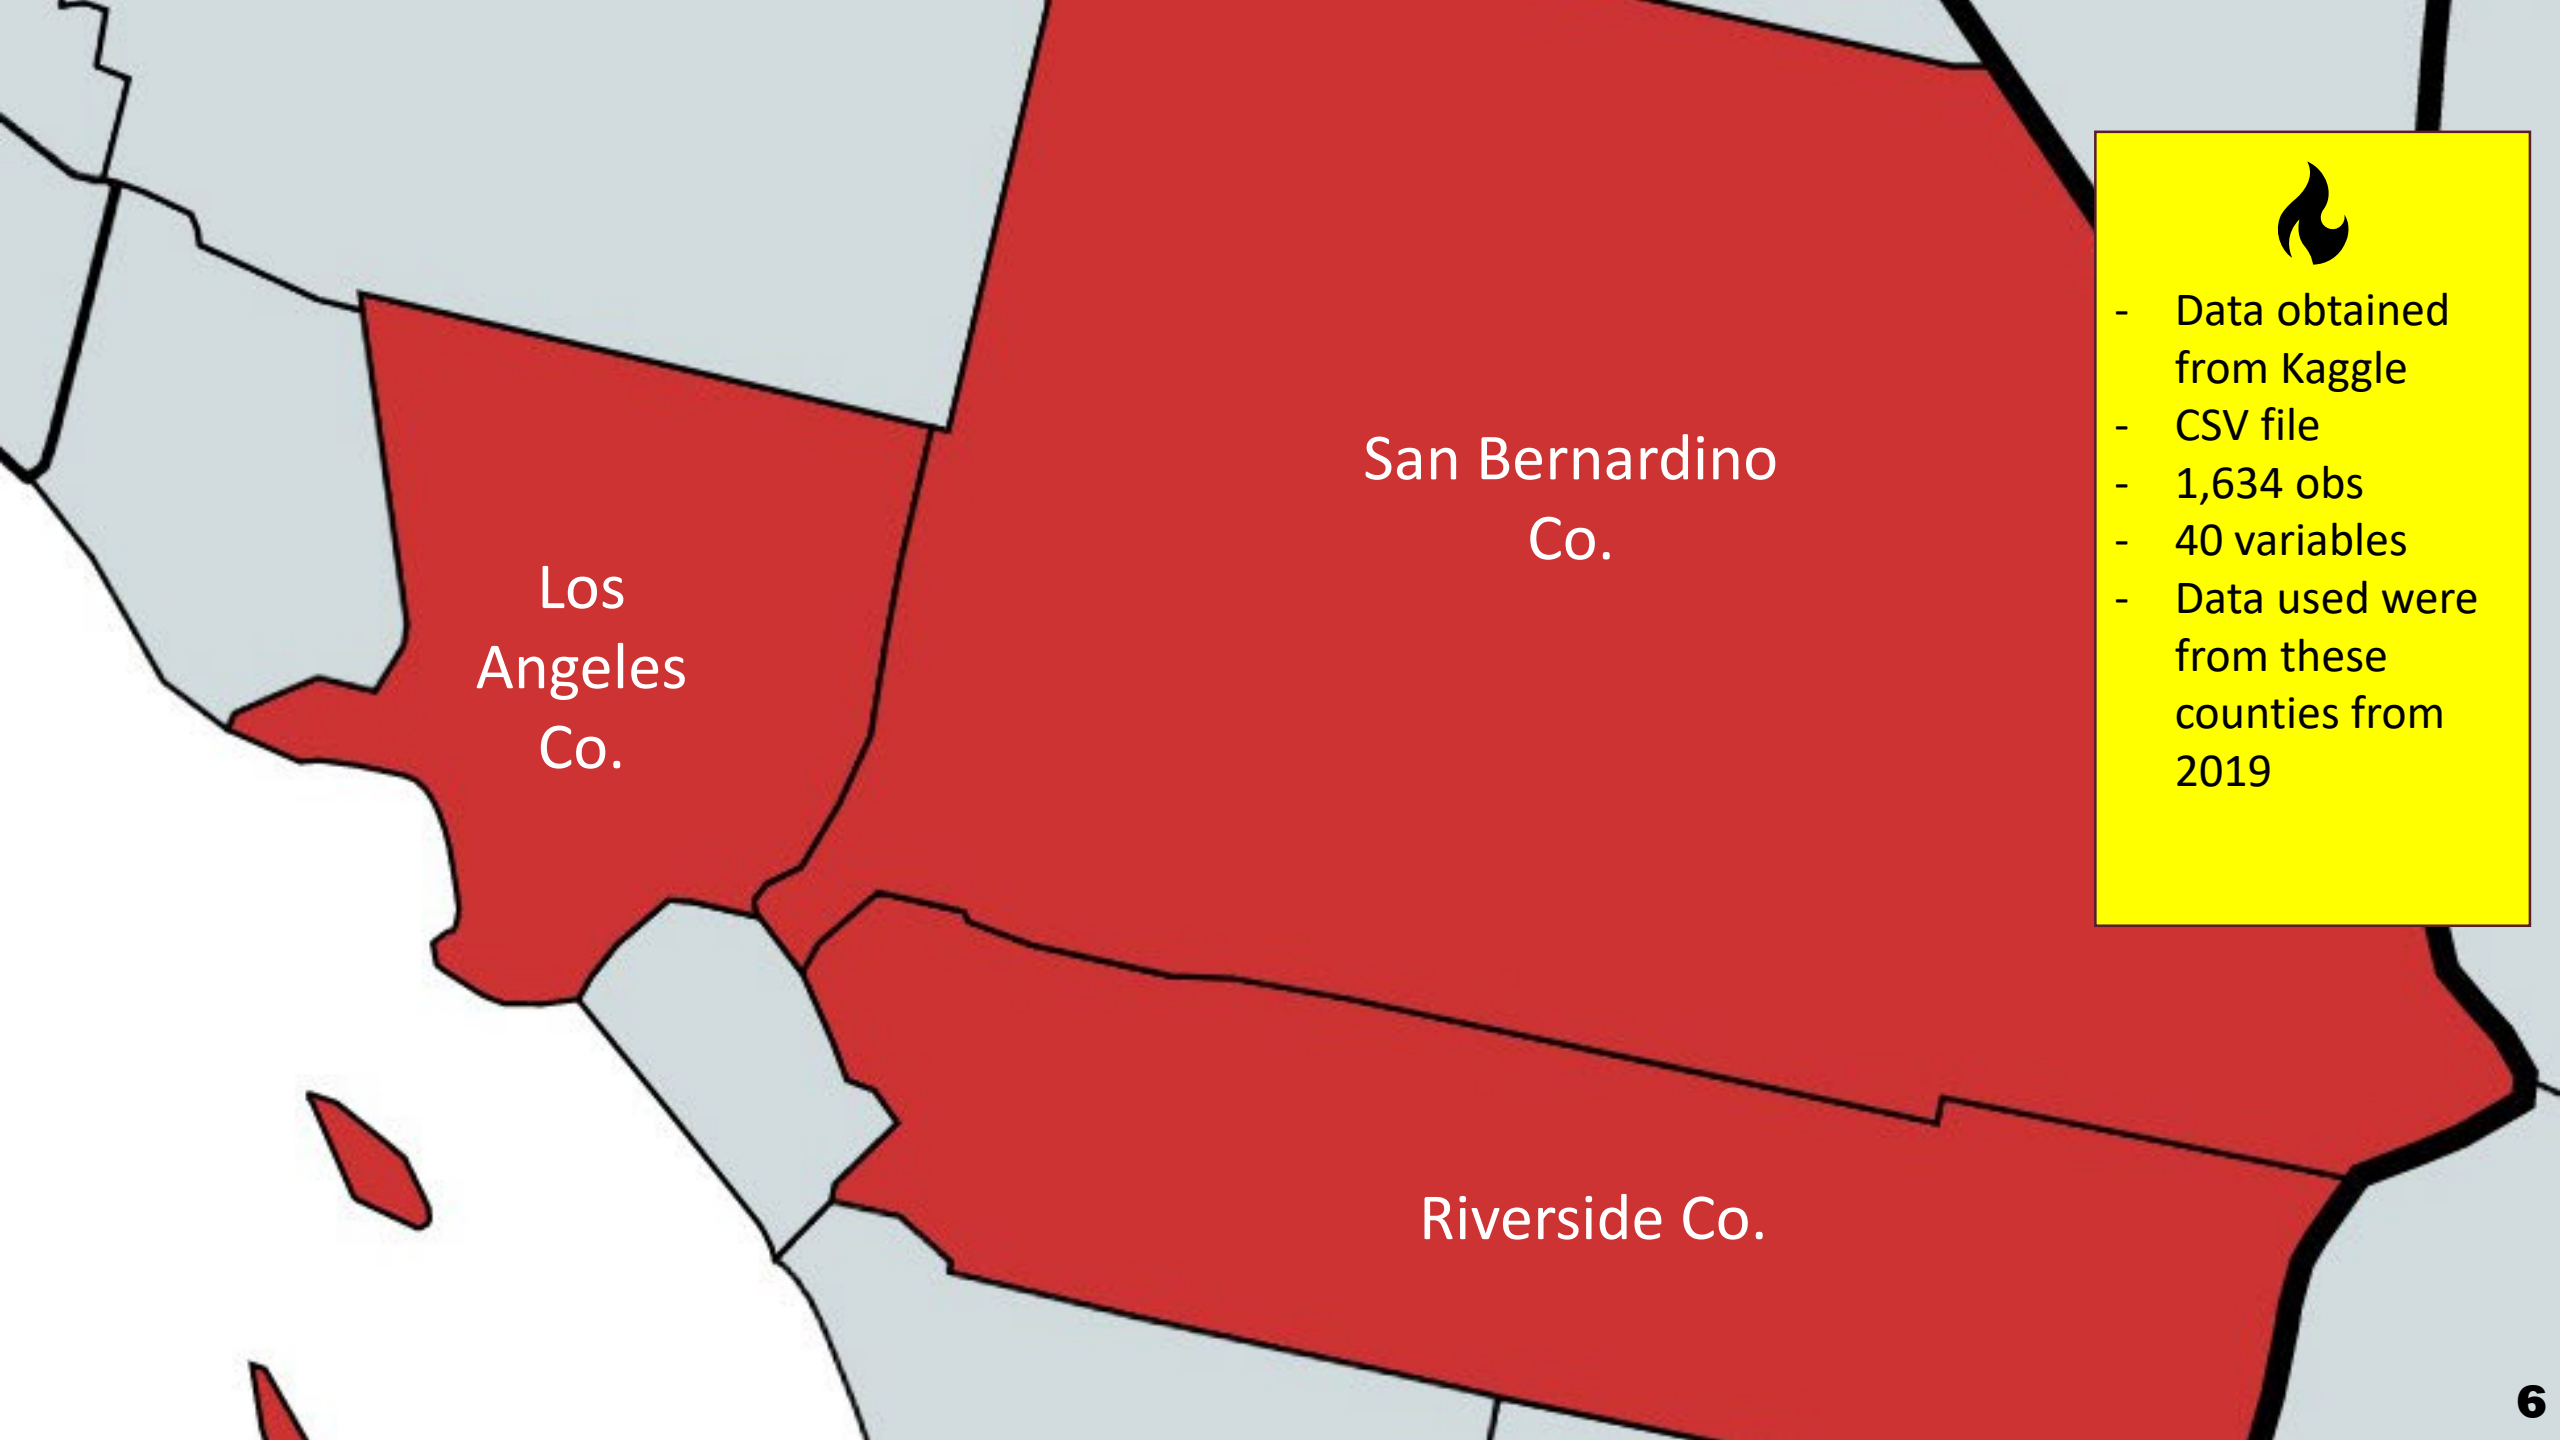 San Bernardino
Co.
Los
Angeles
Co.
Riverside Co.
- Data obtained
from Kaggle
- CSV file
- 1,634 obs
- 40 variables
- Data used were
from these
counties from
2019
6